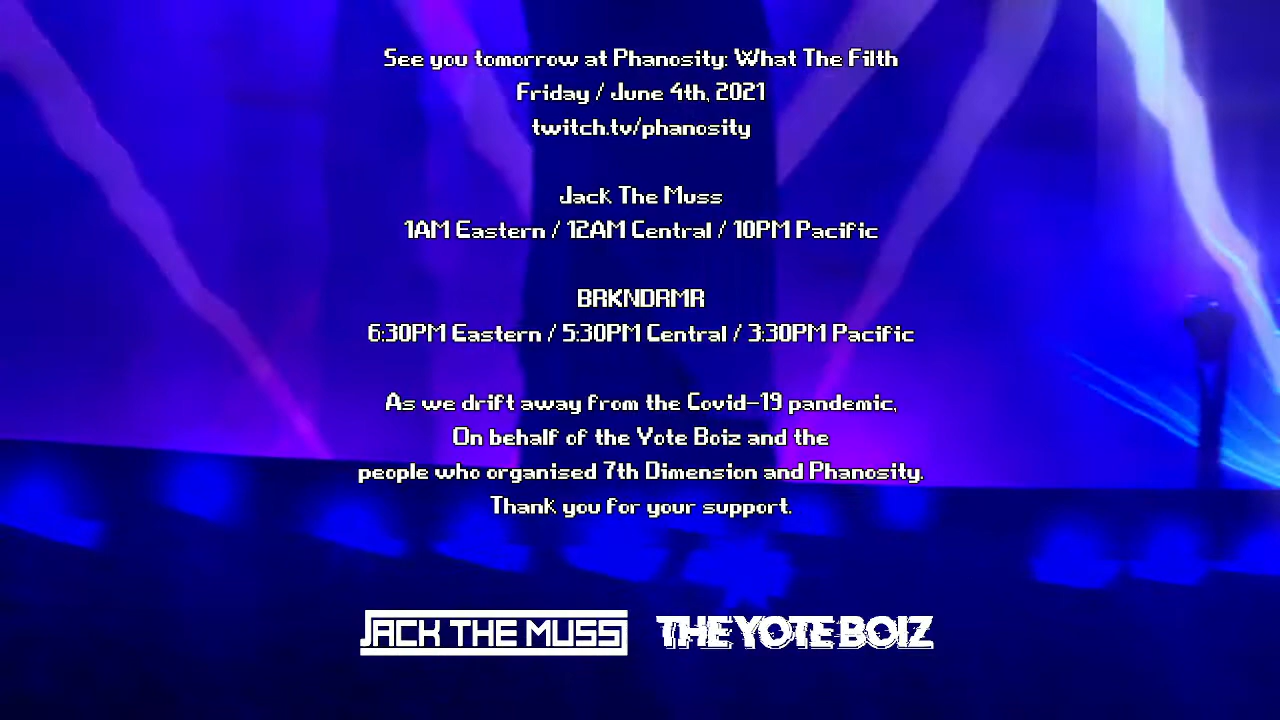 See you tomorrow at Phanosity: What The Filth
Friday / June 4th, 2021
twitch.tv/phanosity
Jack The Muss
1AM Eastern / 12AM Central / 10PM Pacific
BRKNDRMR
6:30PM Eastern / 5:30PM Central / 3:30PM Pacific
As we drift away from the Covid-19 pandemic,
On behalf of the Yote Boiz and the
people who organised 7th Dimension and Phanosity.
Thank you for your support.
JACK THE MUSS THE YOTE BOIZ